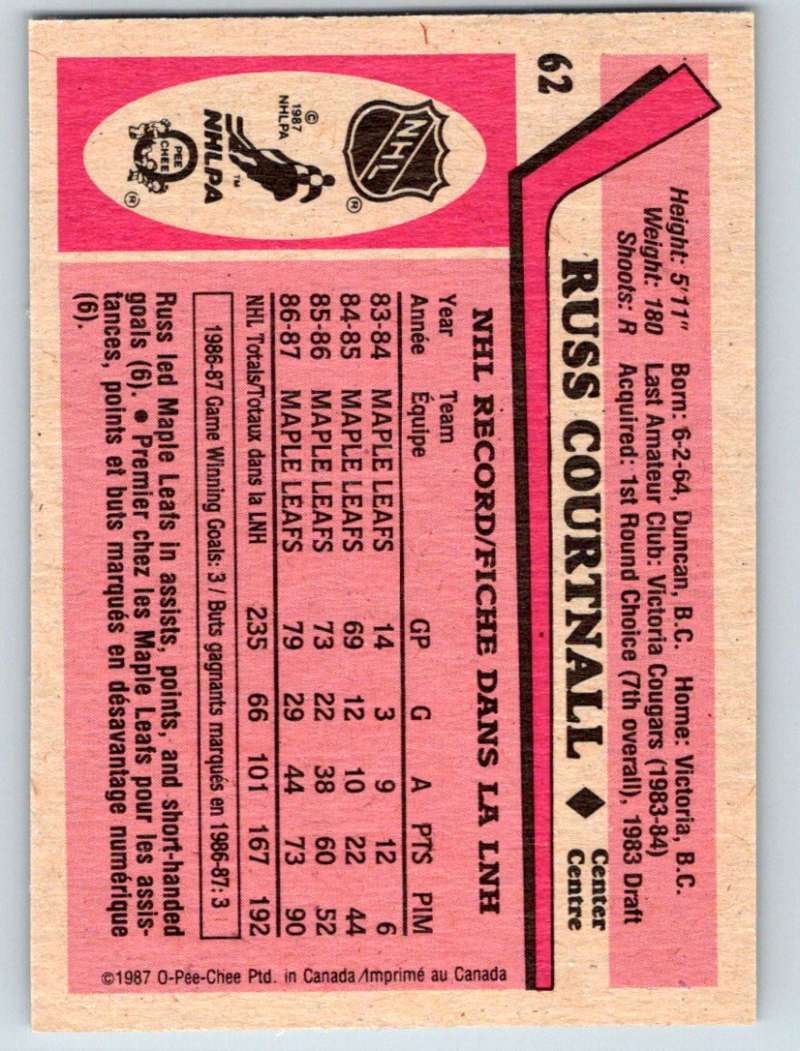 62
Height: 5'11" Born: 6-2-64, Duncan, B.C. Home: Victoria, B.C.
Weight: 180 Last Amateur Club: Victoria Cougars (1983-84)
Shoots: R Acquired: 1st Round Choice (7th overall), 1983 Draft
RUSS COURTNALL ♦ Center
Centre
NHL
®
© 1987
NHLPA
™
NHLPA
O
PEE
CHEE
®
NHL RECORD/FICHE DANS LA LNH
Year Team
Année Équipe GP G A PTS PIM
83-84 MAPLE LEAFS 14 3 9 12 6
84-85 MAPLE LEAFS 69 12 10 22 44
85-86 MAPLE LEAFS 73 22 38 60 52
86-87 MAPLE LEAFS 79 29 44 73 90
NHL Totals/Totaux dans la LNH 235 66 101 167 192
1986-87 Game Winning Goals: 3 / Buts gagnants marqués en 1986-87: 3
Russ led Maple Leafs in assists, points, and short-handed
goals (6). ● Premier chez les Maple Leafs pour les assis-
tances, points et buts marqués en désavantage numérique
(6).
©1987 O-Pee-Chee Ptd. in Canada/Imprimé au Canada